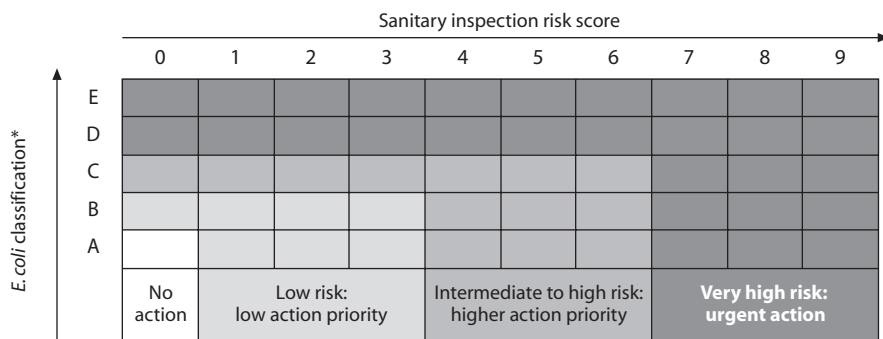 Sanitary inspection risk score
0 1 2 3 4 5 6 7 8 9
E. coli classification*
E
D
C
B
A
No
action
Low risk:
low action priority
Intermediate to high risk:
higher action priority
Very high risk:
urgent action